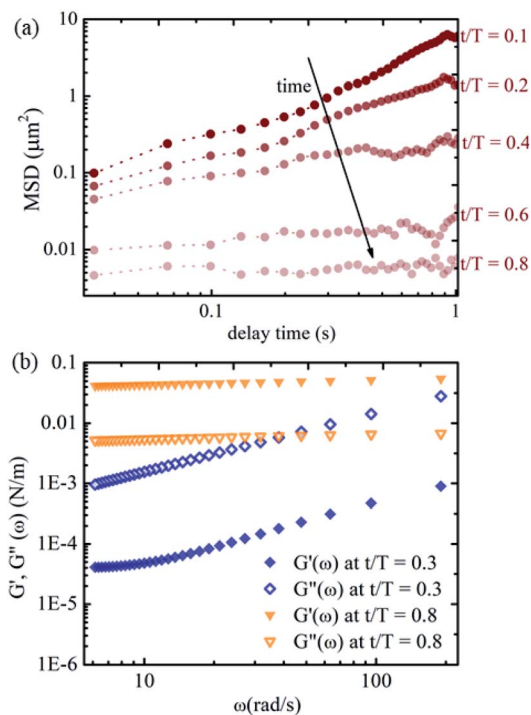 (a)
10
1
0.1
0.01
MSD (μm²)
time
t/T = 0.1
t/T = 0.2
t/T = 0.4
t/T = 0.6
t/T = 0.8
0.1
1
delay time (s)
(b)
0.1
0.01
1E-3
1E-4
1E-5
1E-6
G', G'' (ω) (N/m)
G'(ω) at t/T = 0.3
G''(ω) at t/T = 0.3
G'(ω) at t/T = 0.8
G''(ω) at t/T = 0.8
10
100
ω(rad/s)